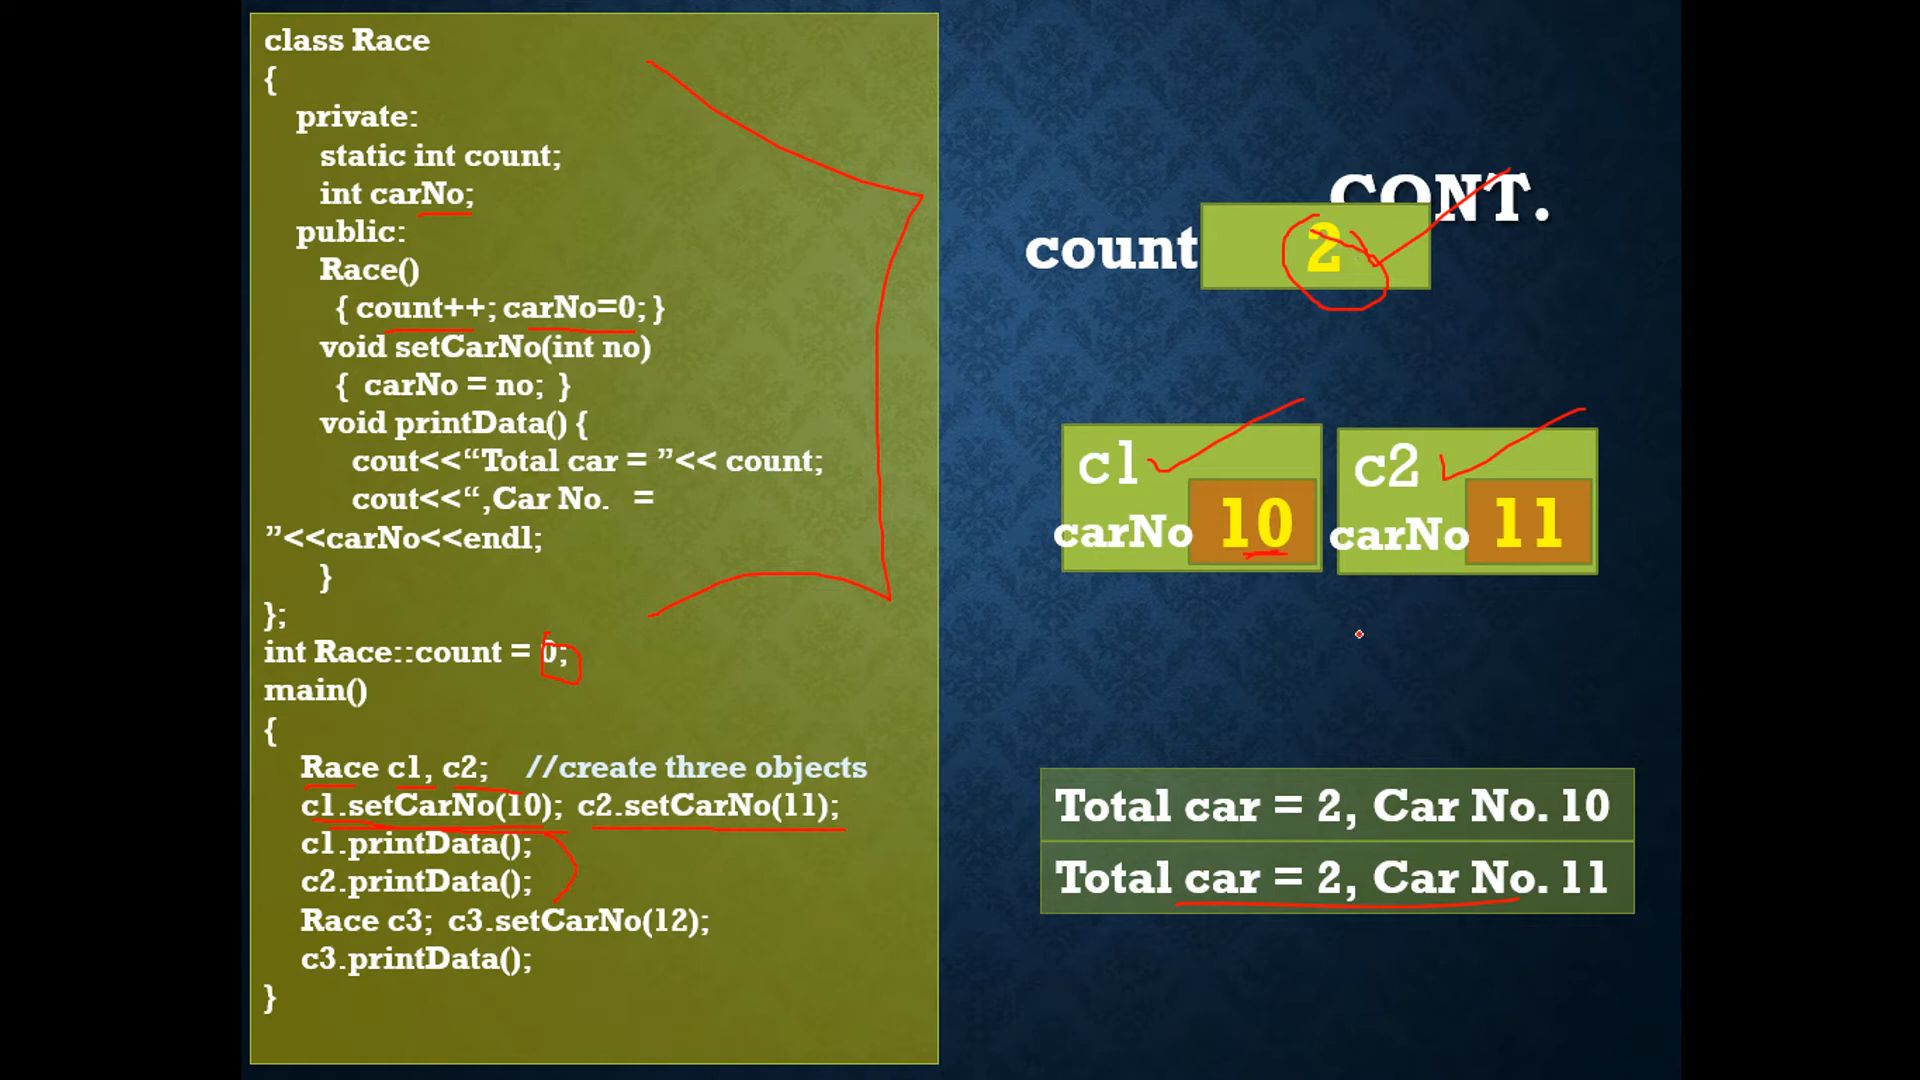 class Race
{
private:
static int count;
int carNo;
public:
Race()
{ count++; carNo=0; }
void setCarNo(int no)
{ carNo = no; }
void printData() {
cout<<“Total car = ”<< count;
cout<<“,Car No. =
”<<carNo<<endl;
}
};
int Race::count = 0;
main()
{
Race c1, c2; //create three objects
c1.setCarNo(10); c2.setCarNo(11);
c1.printData();
c2.printData();
Race c3; c3.setCarNo(12);
c3.printData();
}
CONT.
count 2
c1
carNo 10
c2
carNo 11
Total car = 2, Car No. 10
Total car = 2, Car No. 11